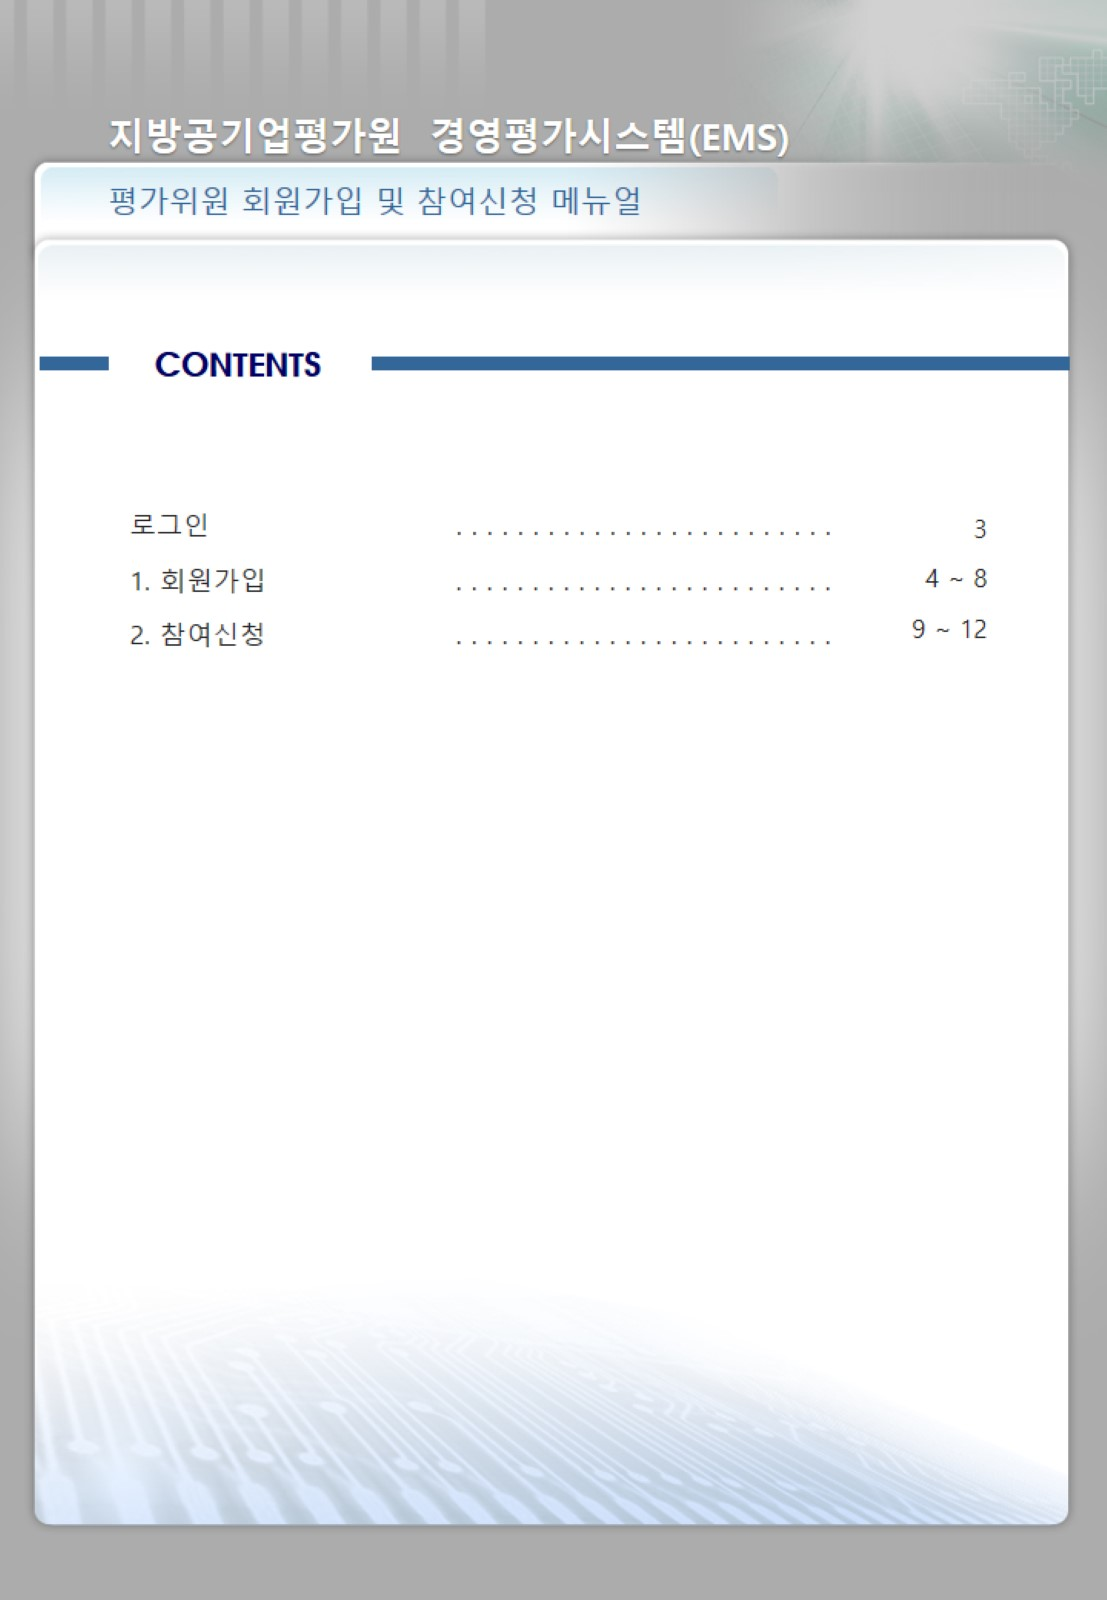 지방공기업평가원 경영평가시스템(EMS)
평가위원 회원가입 및 참여신청 메뉴얼
CONTENTS
로그인 ......................... 3
1. 회원가입 ......................... 4 ~ 8
2. 참여신청 ......................... 9 ~ 12